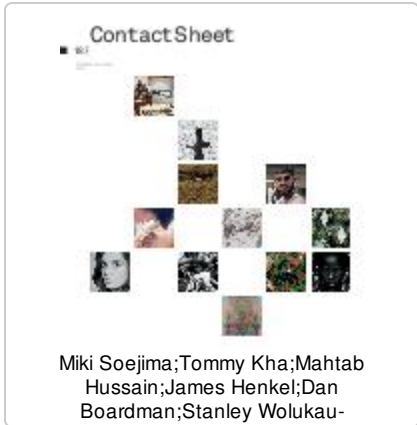 ContactSheet
Miki Soejima;Tommy Kha;Mahtab
Hussain;James Henkel;Dan
Boardman;Stanley Wolukau-